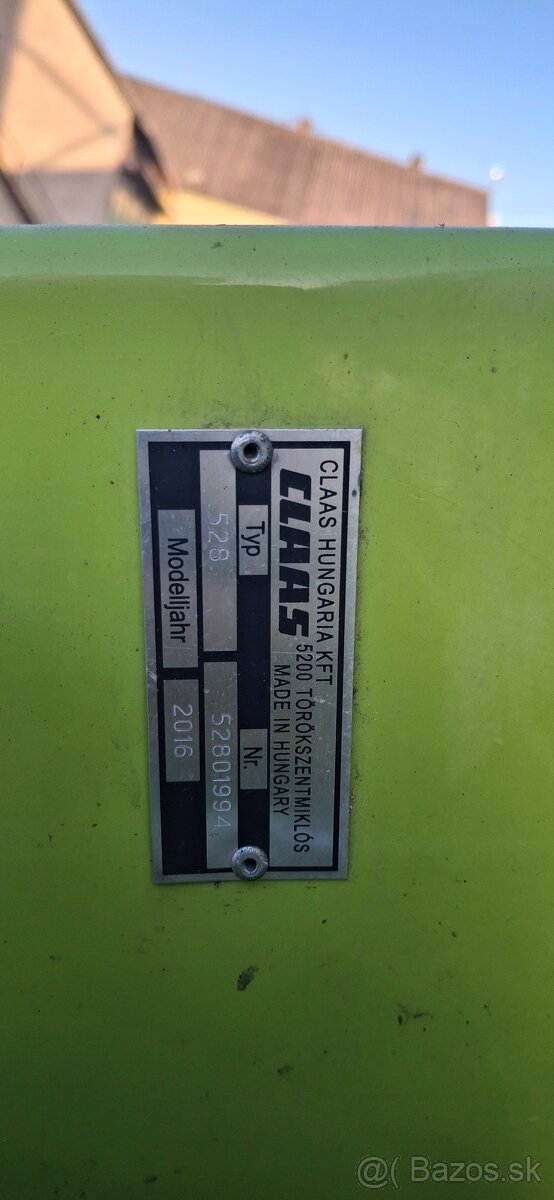 CLAAS HUNGARIA KFT
CLAAS
5200 TÖRÖKSZENTMIKLÓS
MADE IN HUNGARY
Typ
Nr.
528
52801994
Modelljahr
2016
@( Bazos.sk